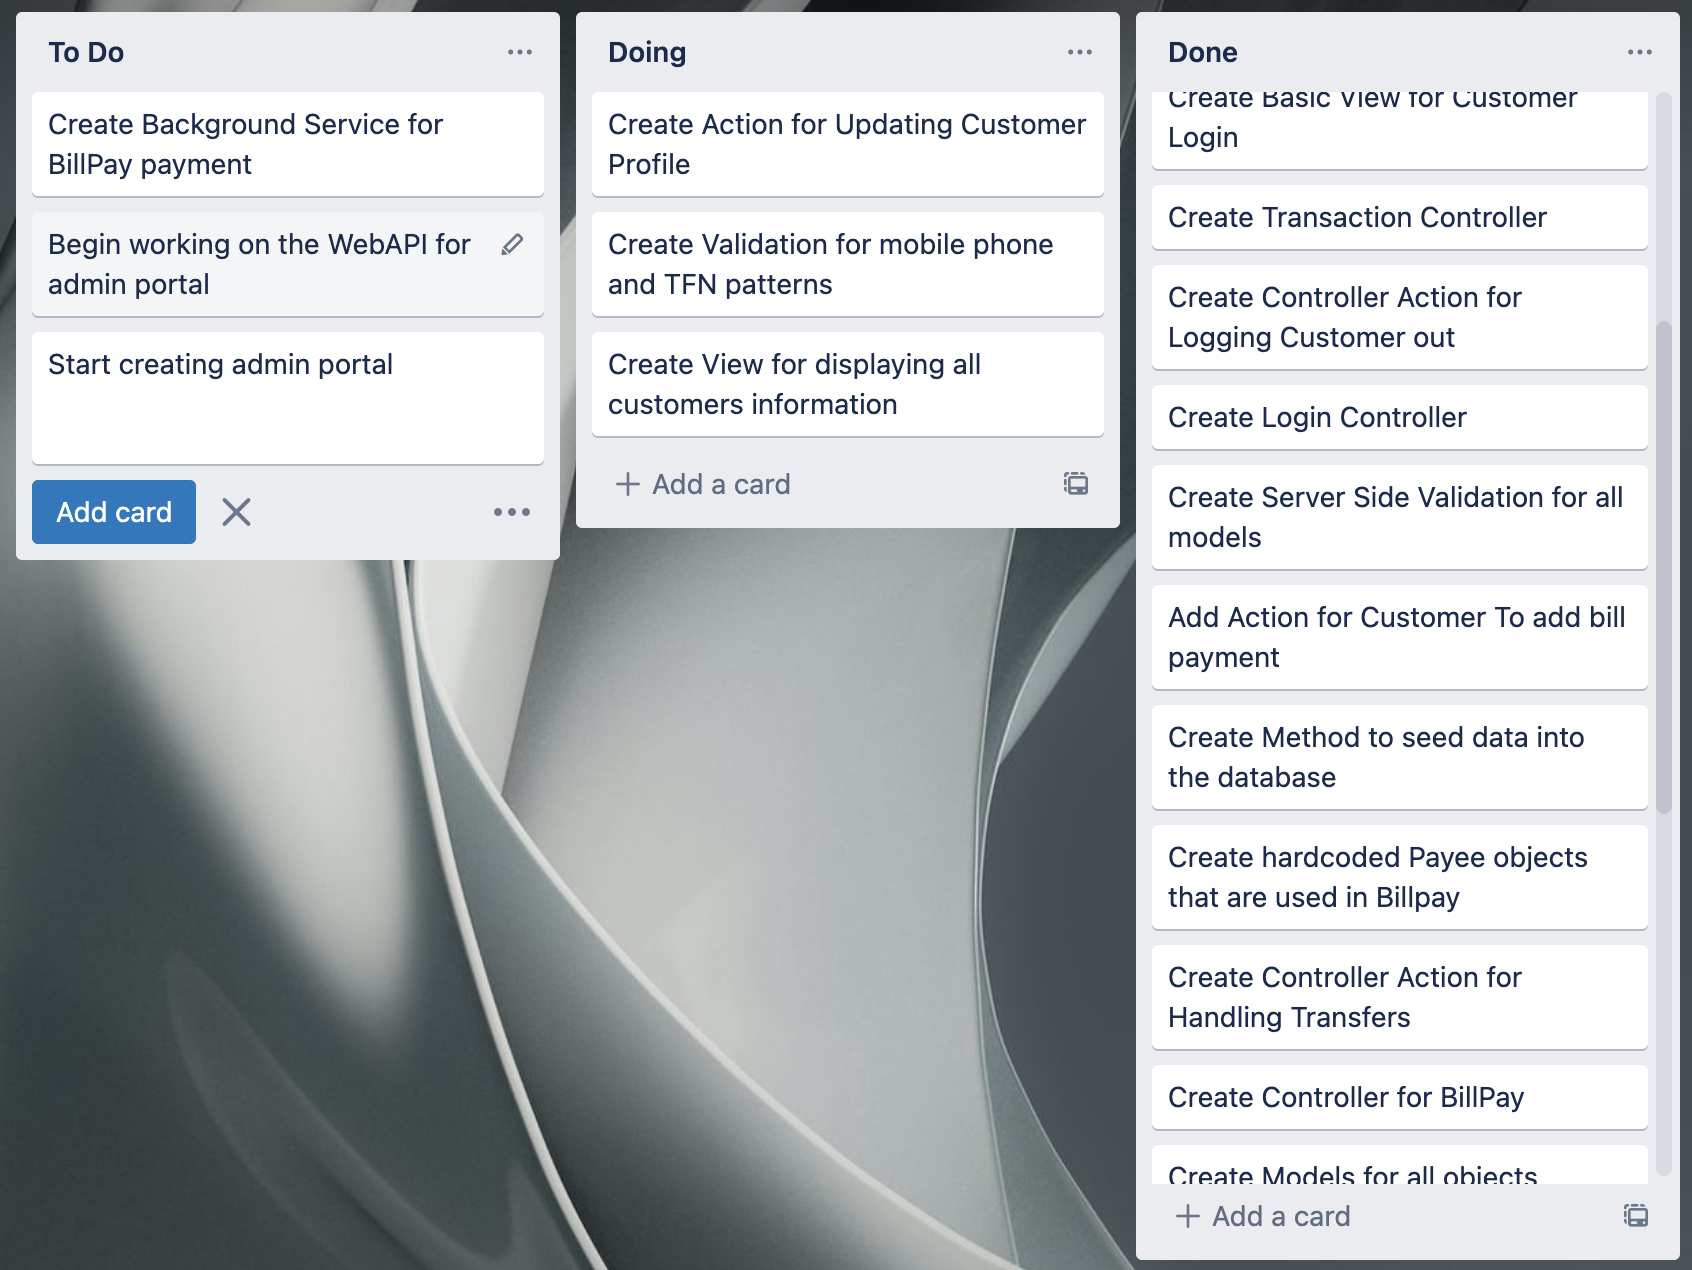 To Do
Create Background Service for
BillPay payment
Begin working on the WebAPI for
admin portal
Start creating admin portal
Add card
Doing
Create Action for Updating Customer
Profile
Create Validation for mobile phone
and TFN patterns
Create View for displaying all
customers information
Add a card
Done
Create Basic View for Customer
Login
Create Transaction Controller
Create Controller Action for
Logging Customer out
Create Login Controller
Create Server Side Validation for all
models
Add Action for Customer To add bill
payment
Create Method to seed data into
the database
Create hardcoded Payee objects
that are used in Billpay
Create Controller Action for
Handling Transfers
Create Controller for BillPay
Create Models for all objects
Add a card